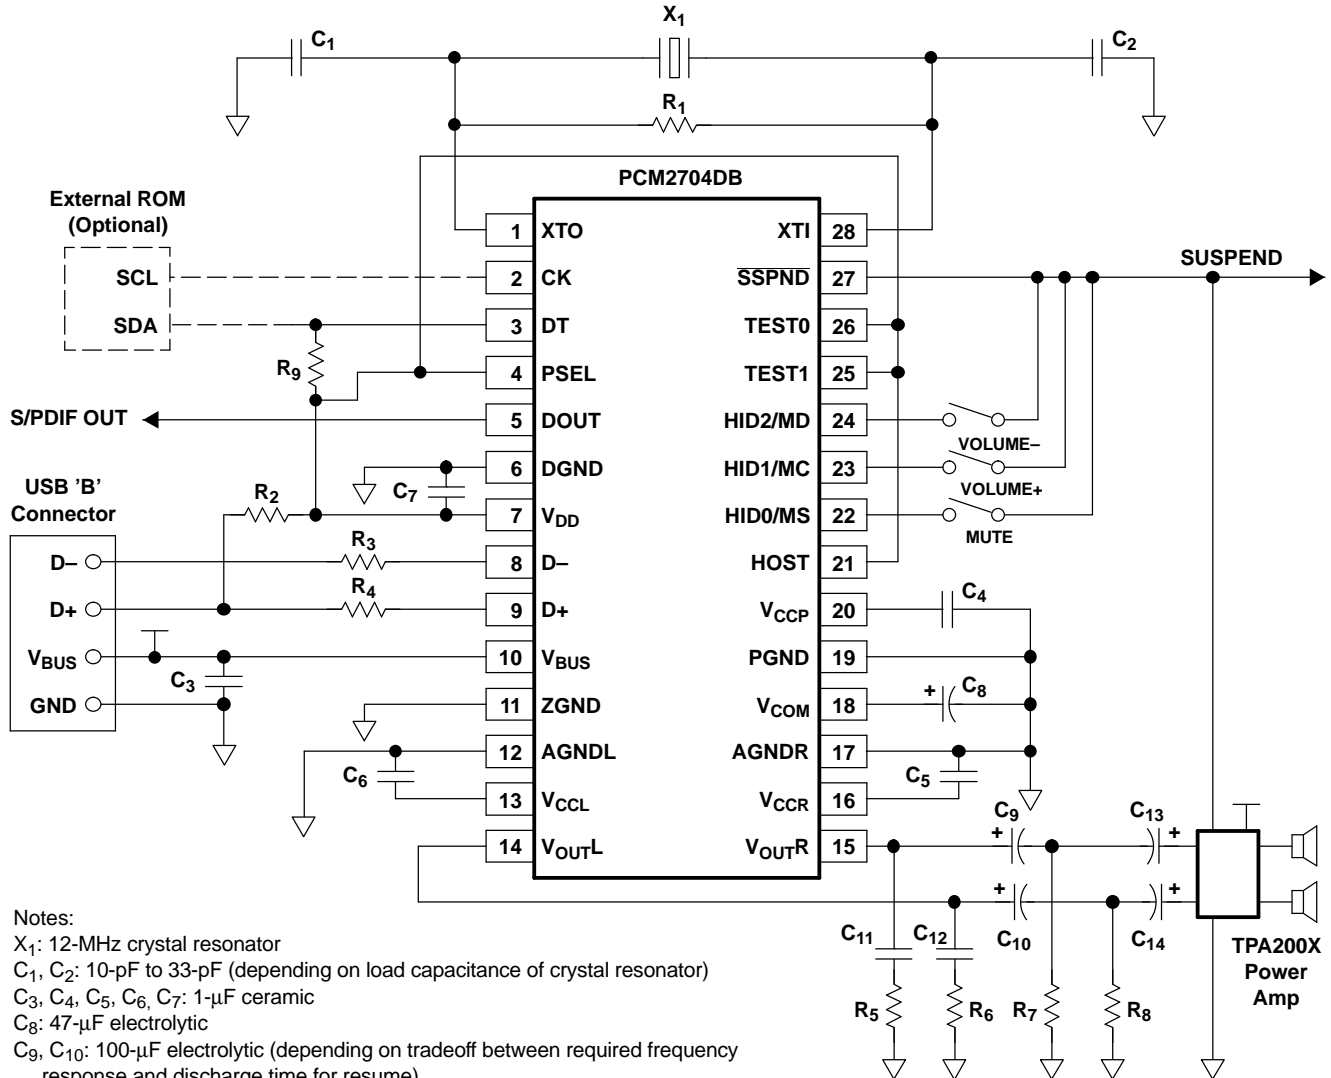 X1
C1
C2
R1
PCM2704DB
External ROM
(Optional)
SCL
SDA
R9
S/PDIF OUT
USB 'B'
Connector
D–
D+
VBUS
GND
R2
R3
R4
C3
C7
C6
1 XTO
2 CK
3 DT
4 PSEL
5 DOUT
6 DGND
7 VDD
8 D–
9 D+
10 VBUS
11 ZGND
12 AGNDL
13 VCCL
14 VOUTL
XTI 28
SSPND 27
TEST0 26
TEST1 25
HID2/MD 24
HID1/MC 23
HID0/MS 22
HOST 21
VCCP 20
PGND 19
VCOM 18
AGNDR 17
VCCR 16
VOUTR 15
SUSPEND
VOLUME–
VOLUME+
MUTE
C4
+ C8
C5
C9
+
C13
+
+
C10
+
C14
C11
C12
R5
R6
R7
R8
TPA200X
Power
Amp
Notes:
X1: 12-MHz crystal resonator
C1, C2: 10-pF to 33-pF (depending on load capacitance of crystal resonator)
C3, C4, C5, C6, C7: 1-μF ceramic
C8: 47-μF electrolytic
C9, C10: 100-μF electrolytic (depending on tradeoff between required frequency
response and discharge time for resume)